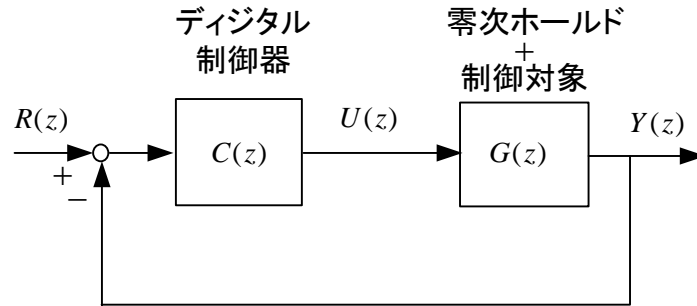 ディジタル
制御器
零次ホールド
+
制御対象
R(z)
U(z)
Y(z)
C(z)
G(z)
+
−